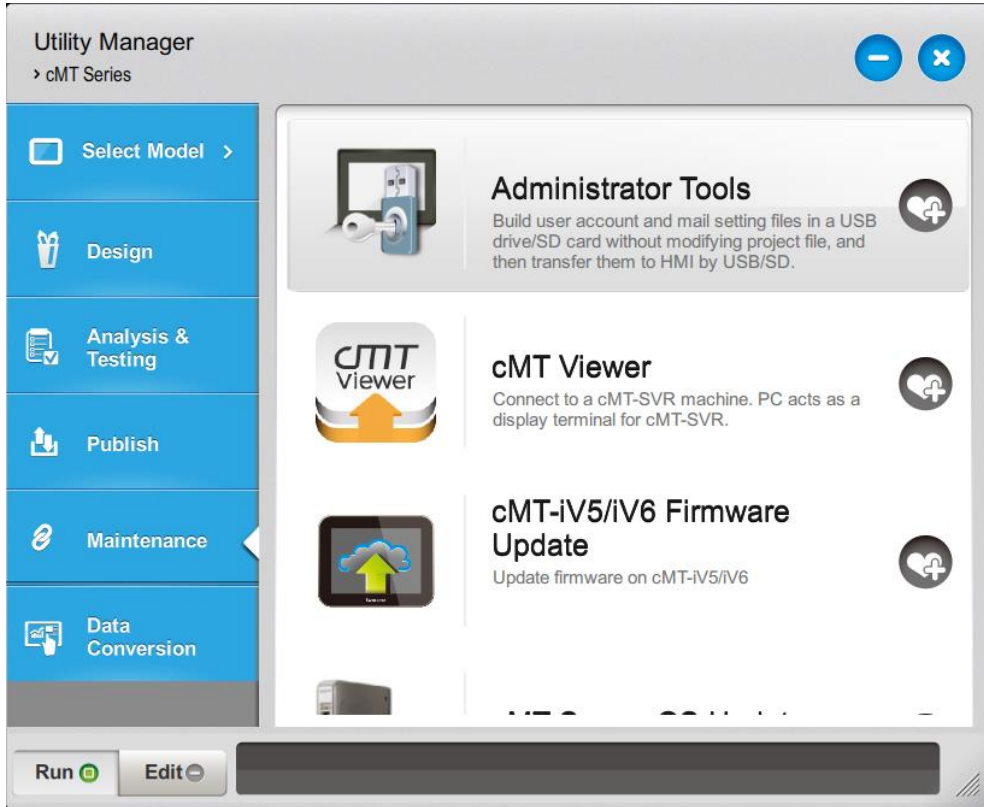 Utility Manager
› cMT Series
Select Model ›
Design
Analysis &
Testing
Publish
Maintenance
Data
Conversion
Administrator Tools
Build user account and mail setting files in a USB
drive/SD card without modifying project file, and
then transfer them to HMI by USB/SD.
cMT
Viewer
cMT Viewer
Connect to a cMT-SVR machine. PC acts as a
display terminal for cMT-SVR.
cMT-iV5/iV6 Firmware
Update
Update firmware on cMT-iV5/iV6
Run
Edit